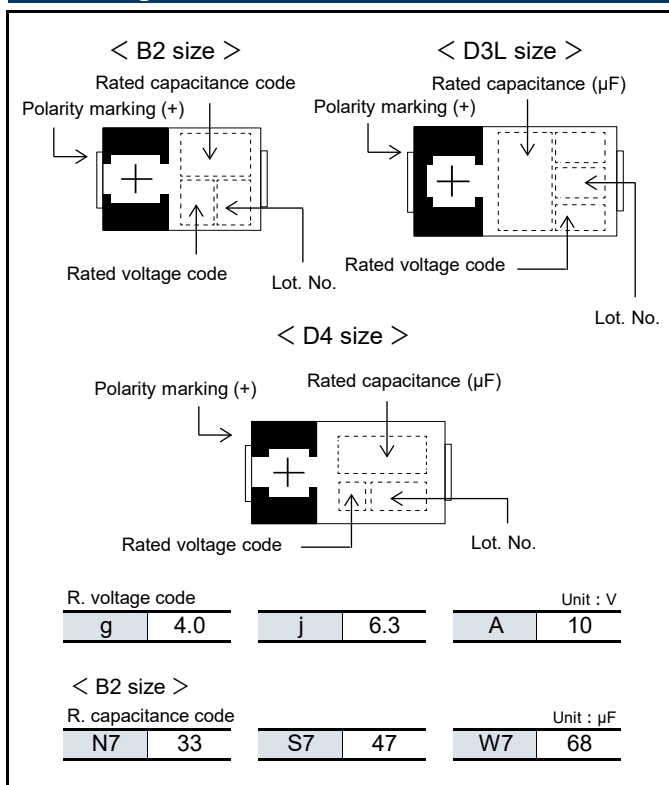 < B2 size >
Rated capacitance code
Polarity marking (+)
+
Rated voltage code
Lot. No.
< D3L size >
Rated capacitance (µF)
Polarity marking (+)
+
Rated voltage code
Lot. No.
< D4 size >
Rated capacitance (µF)
Polarity marking (+)
+
Rated voltage code
Lot. No.
R. voltage code Unit : V
g 4.0 j 6.3 A 10
< B2 size >
R. capacitance code Unit : µF
N7 33 S7 47 W7 68